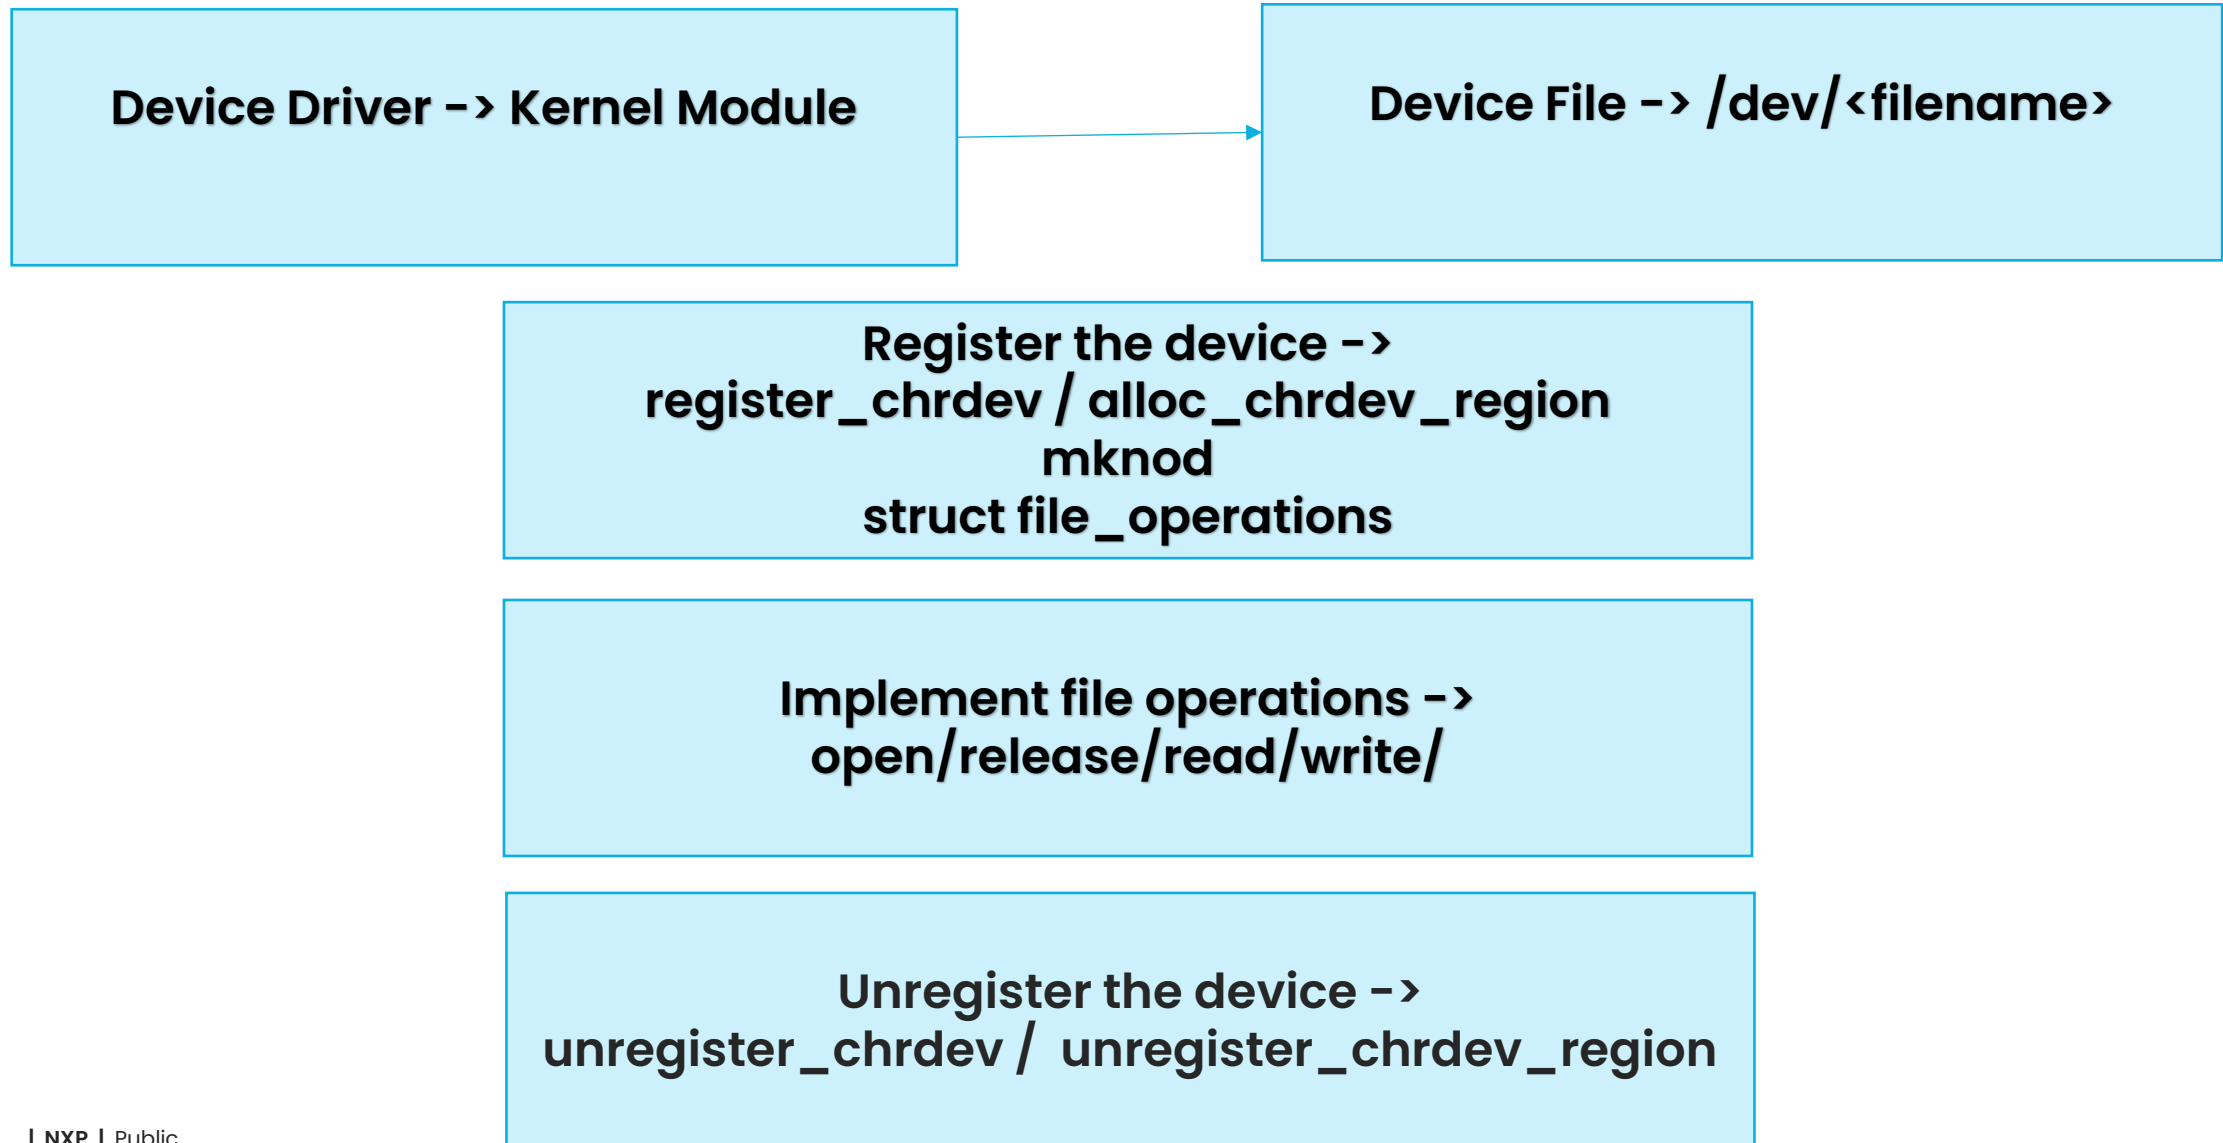 Device Driver -> Kernel Module
Device File -> /dev/<filename>
Register the device ->
register_chrdev / alloc_chrdev_region
mknod
struct file_operations
Implement file operations ->
open/release/read/write/
Unregister the device ->
unregister_chrdev / unregister_chrdev_region
| NXP | Public